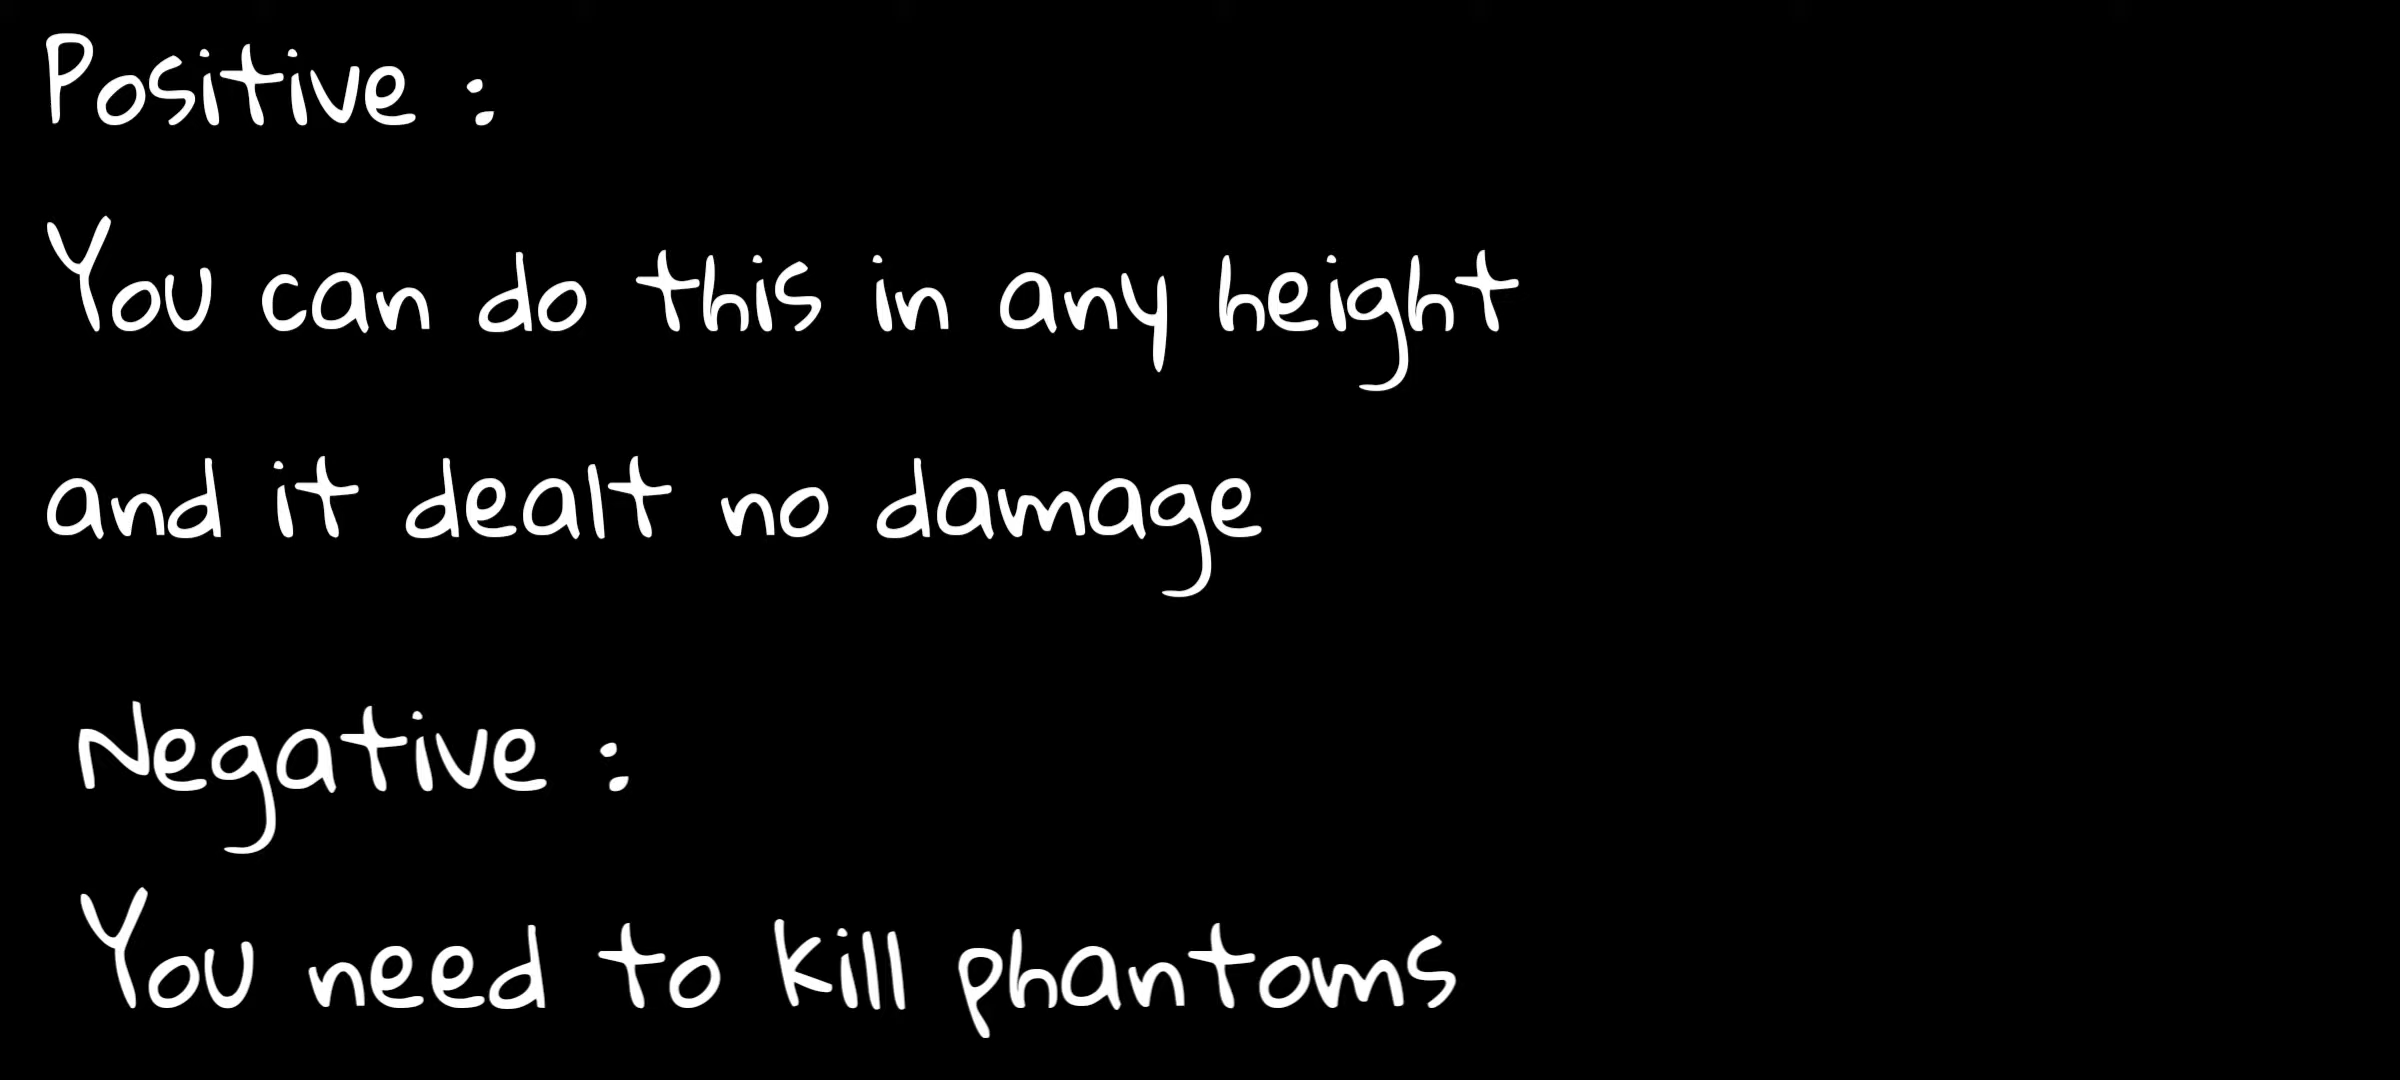 Positive :
You can do this in any height
and it dealt no damage
Negative :
You need to kill phantoms